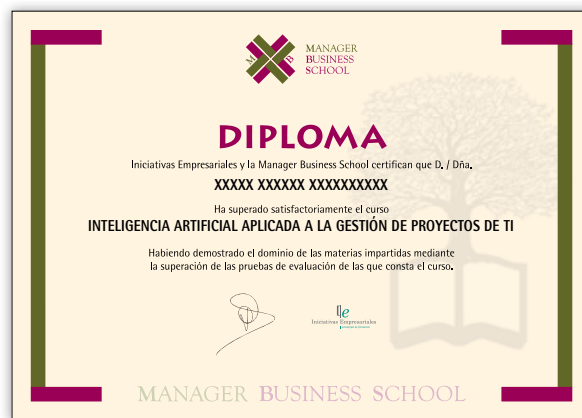 M B
MANAGER
BUSINESS
SCHOOL
DIPLOMA
Iniciativas Empresariales y la Manager Business School certifican que D. / Dña.
XXXXX XXXXXX XXXXXXXXXX
Ha superado satisfactoriamente el curso
INTELIGENCIA ARTIFICIAL APLICADA A LA GESTIÓN DE PROYECTOS DE TI
Habiendo demostrado el dominio de las materias impartidas mediante
la superación de las pruebas de evaluación de las que consta el curso.
Iniciativas Empresariales
MANAGER BUSINESS SCHOOL